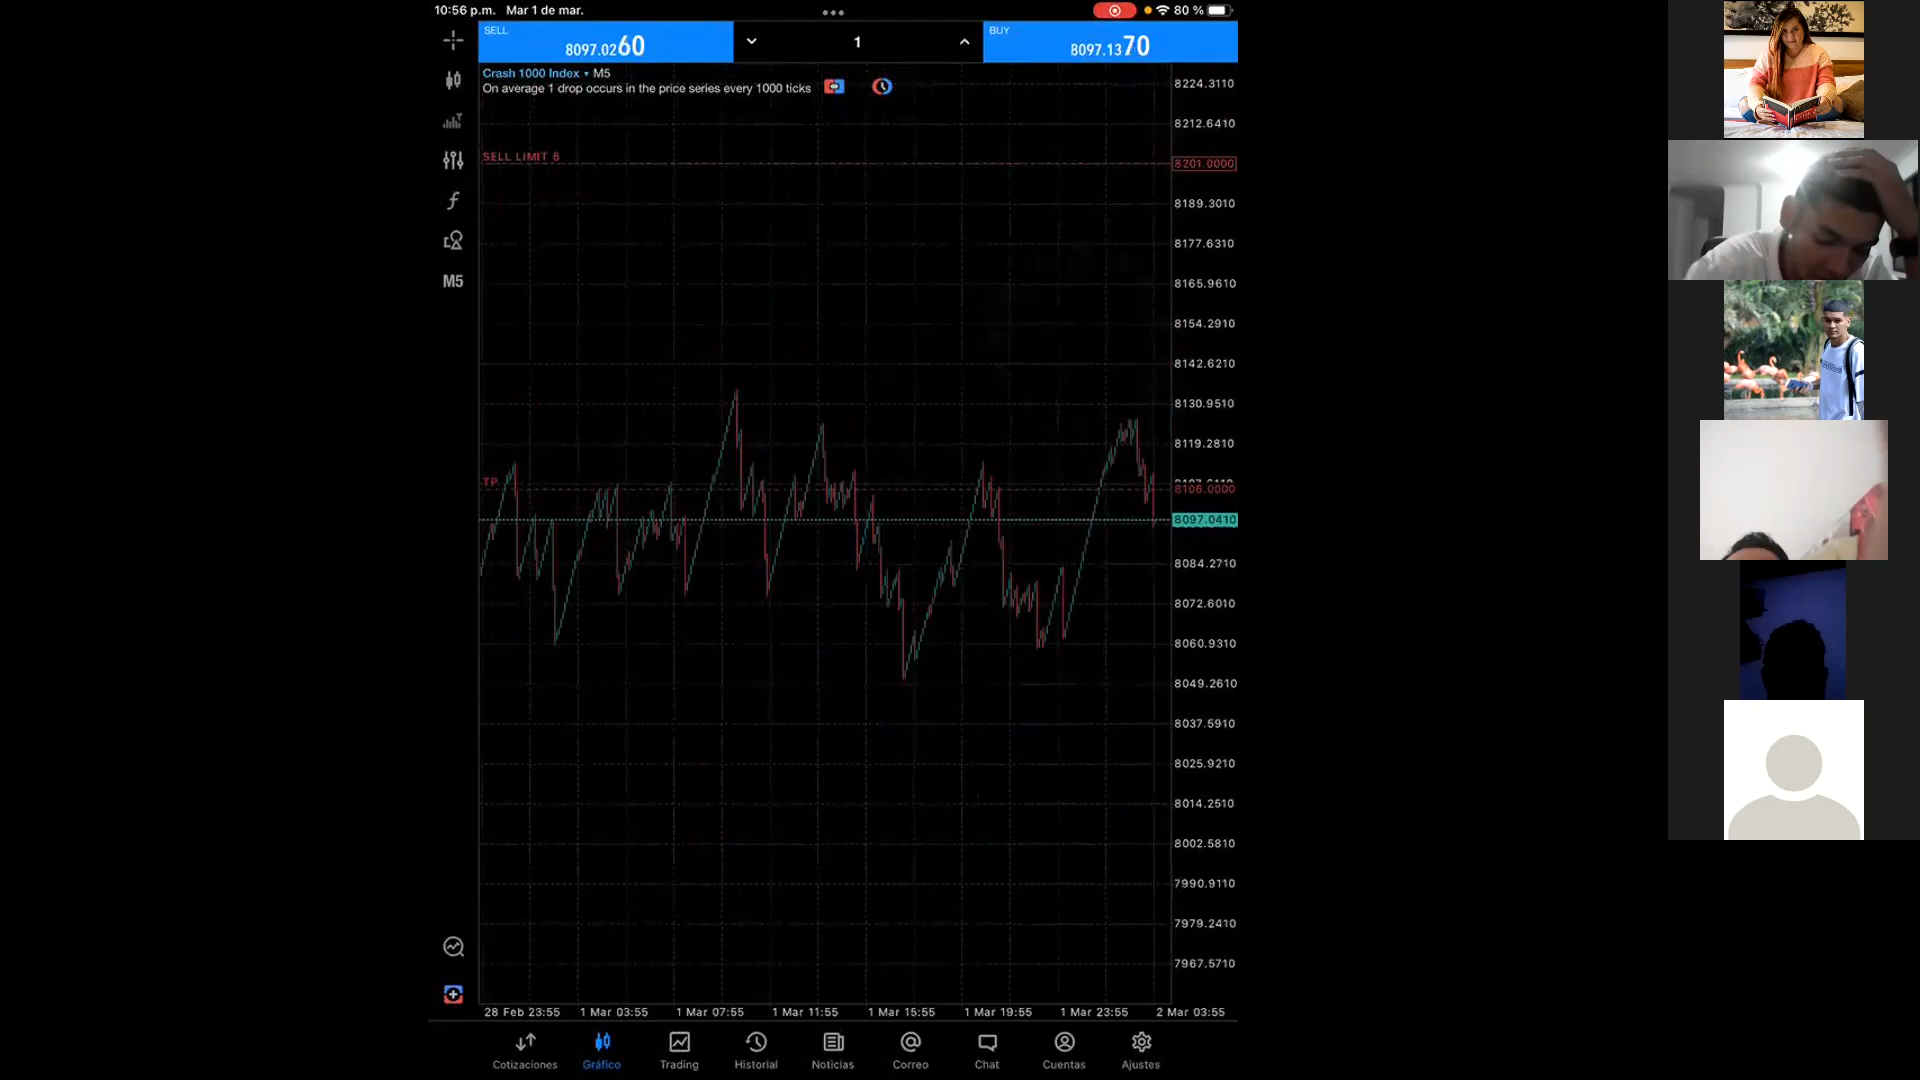 10:56 p.m. Mar 1 de mar.
80 %
SELL
8097.0260
1
BUY
8097.1370
Crash 1000 Index M5
On average 1 drop occurs in the price series every 1000 ticks
8224.3110
8212.6410
SELL LIMIT 6
8201.0000
8189.3010
8177.6310
M5
8165.9610
8154.2910
8142.6210
8130.9510
8119.2810
TP
8106.0000
8097.0410
8084.2710
8072.6010
8060.9310
8049.2610
8037.5910
8025.9210
8014.2510
8002.5810
7990.9110
7979.2410
7967.5710
28 Feb 23:55 1 Mar 03:55 1 Mar 07:55 1 Mar 11:55 1 Mar 15:55 1 Mar 19:55 1 Mar 23:55 2 Mar 03:55
Cotizaciones Gráfico Trading Historial Noticias Correo Chat Cuentas Ajustes